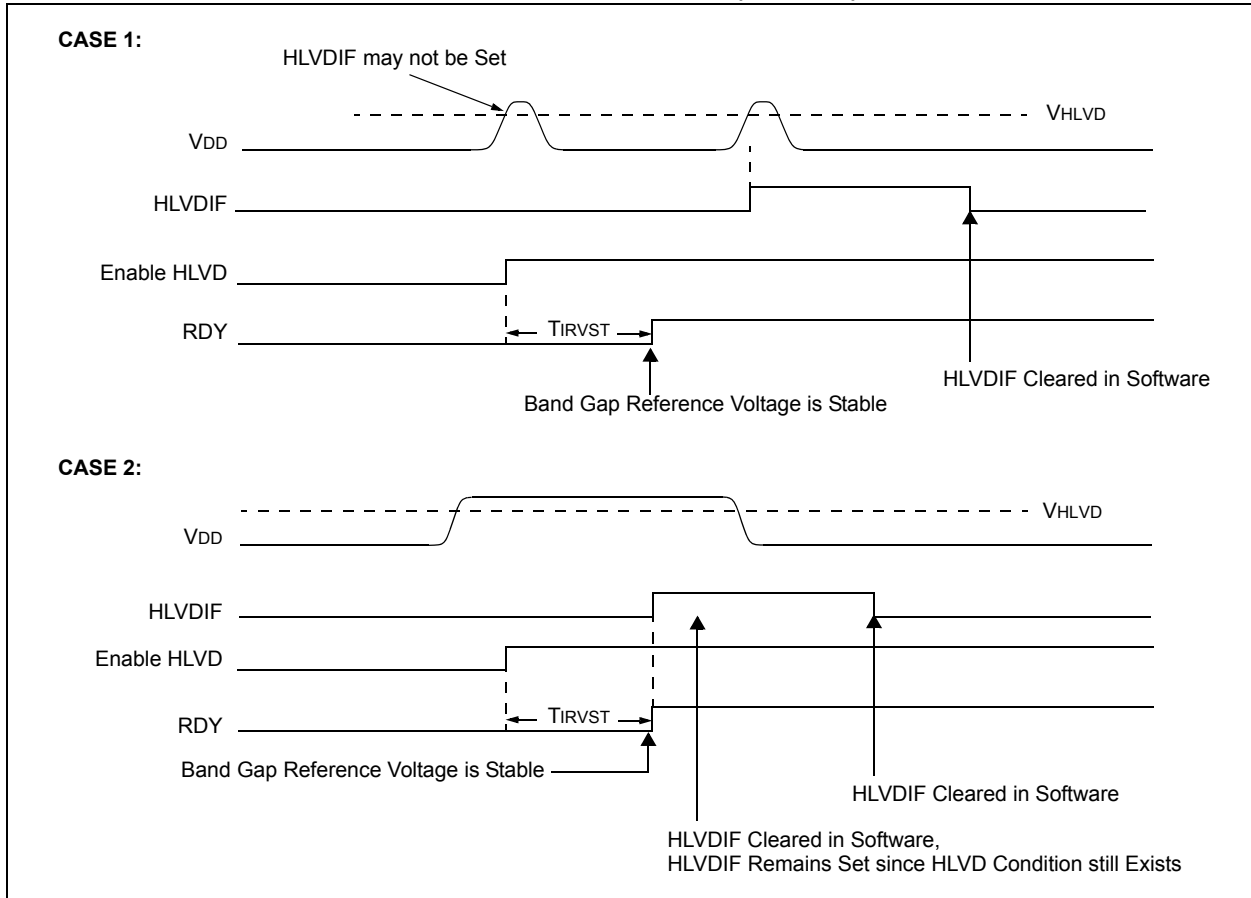 CASE 1:
HLVDIF may not be Set
VHLVD
VDD
HLVDIF
Enable HLVD
TIRVST
RDY
HLVDIF Cleared in Software
Band Gap Reference Voltage is Stable
CASE 2:
VHLVD
VDD
HLVDIF
Enable HLVD
TIRVST
RDY
Band Gap Reference Voltage is Stable
HLVDIF Cleared in Software
HLVDIF Cleared in Software,
HLVDIF Remains Set since HLVD Condition still Exists